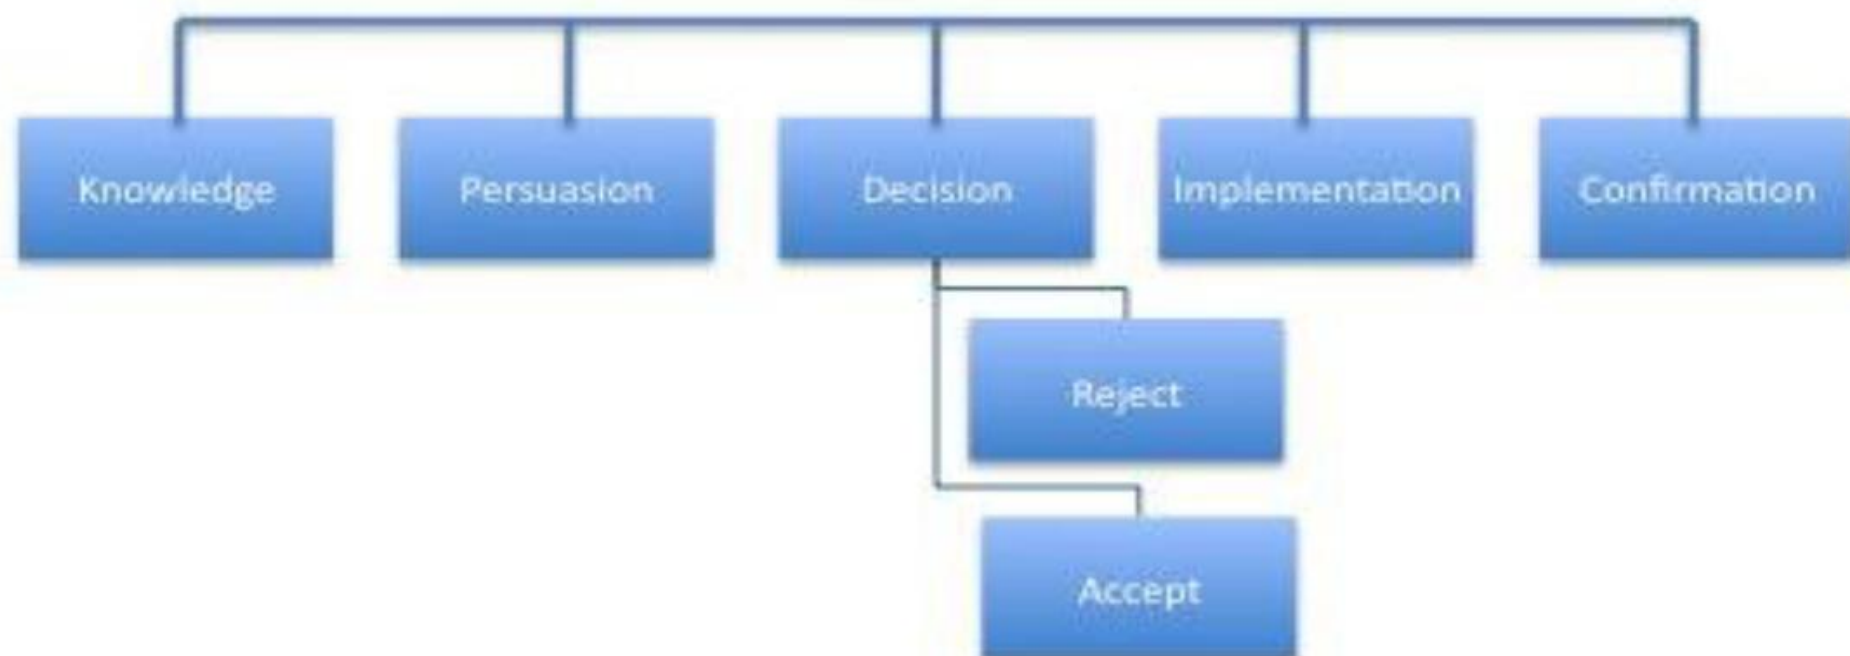 Knowledge
Persuasion
Decision
Implementation
Confirmation
Reject
Accept